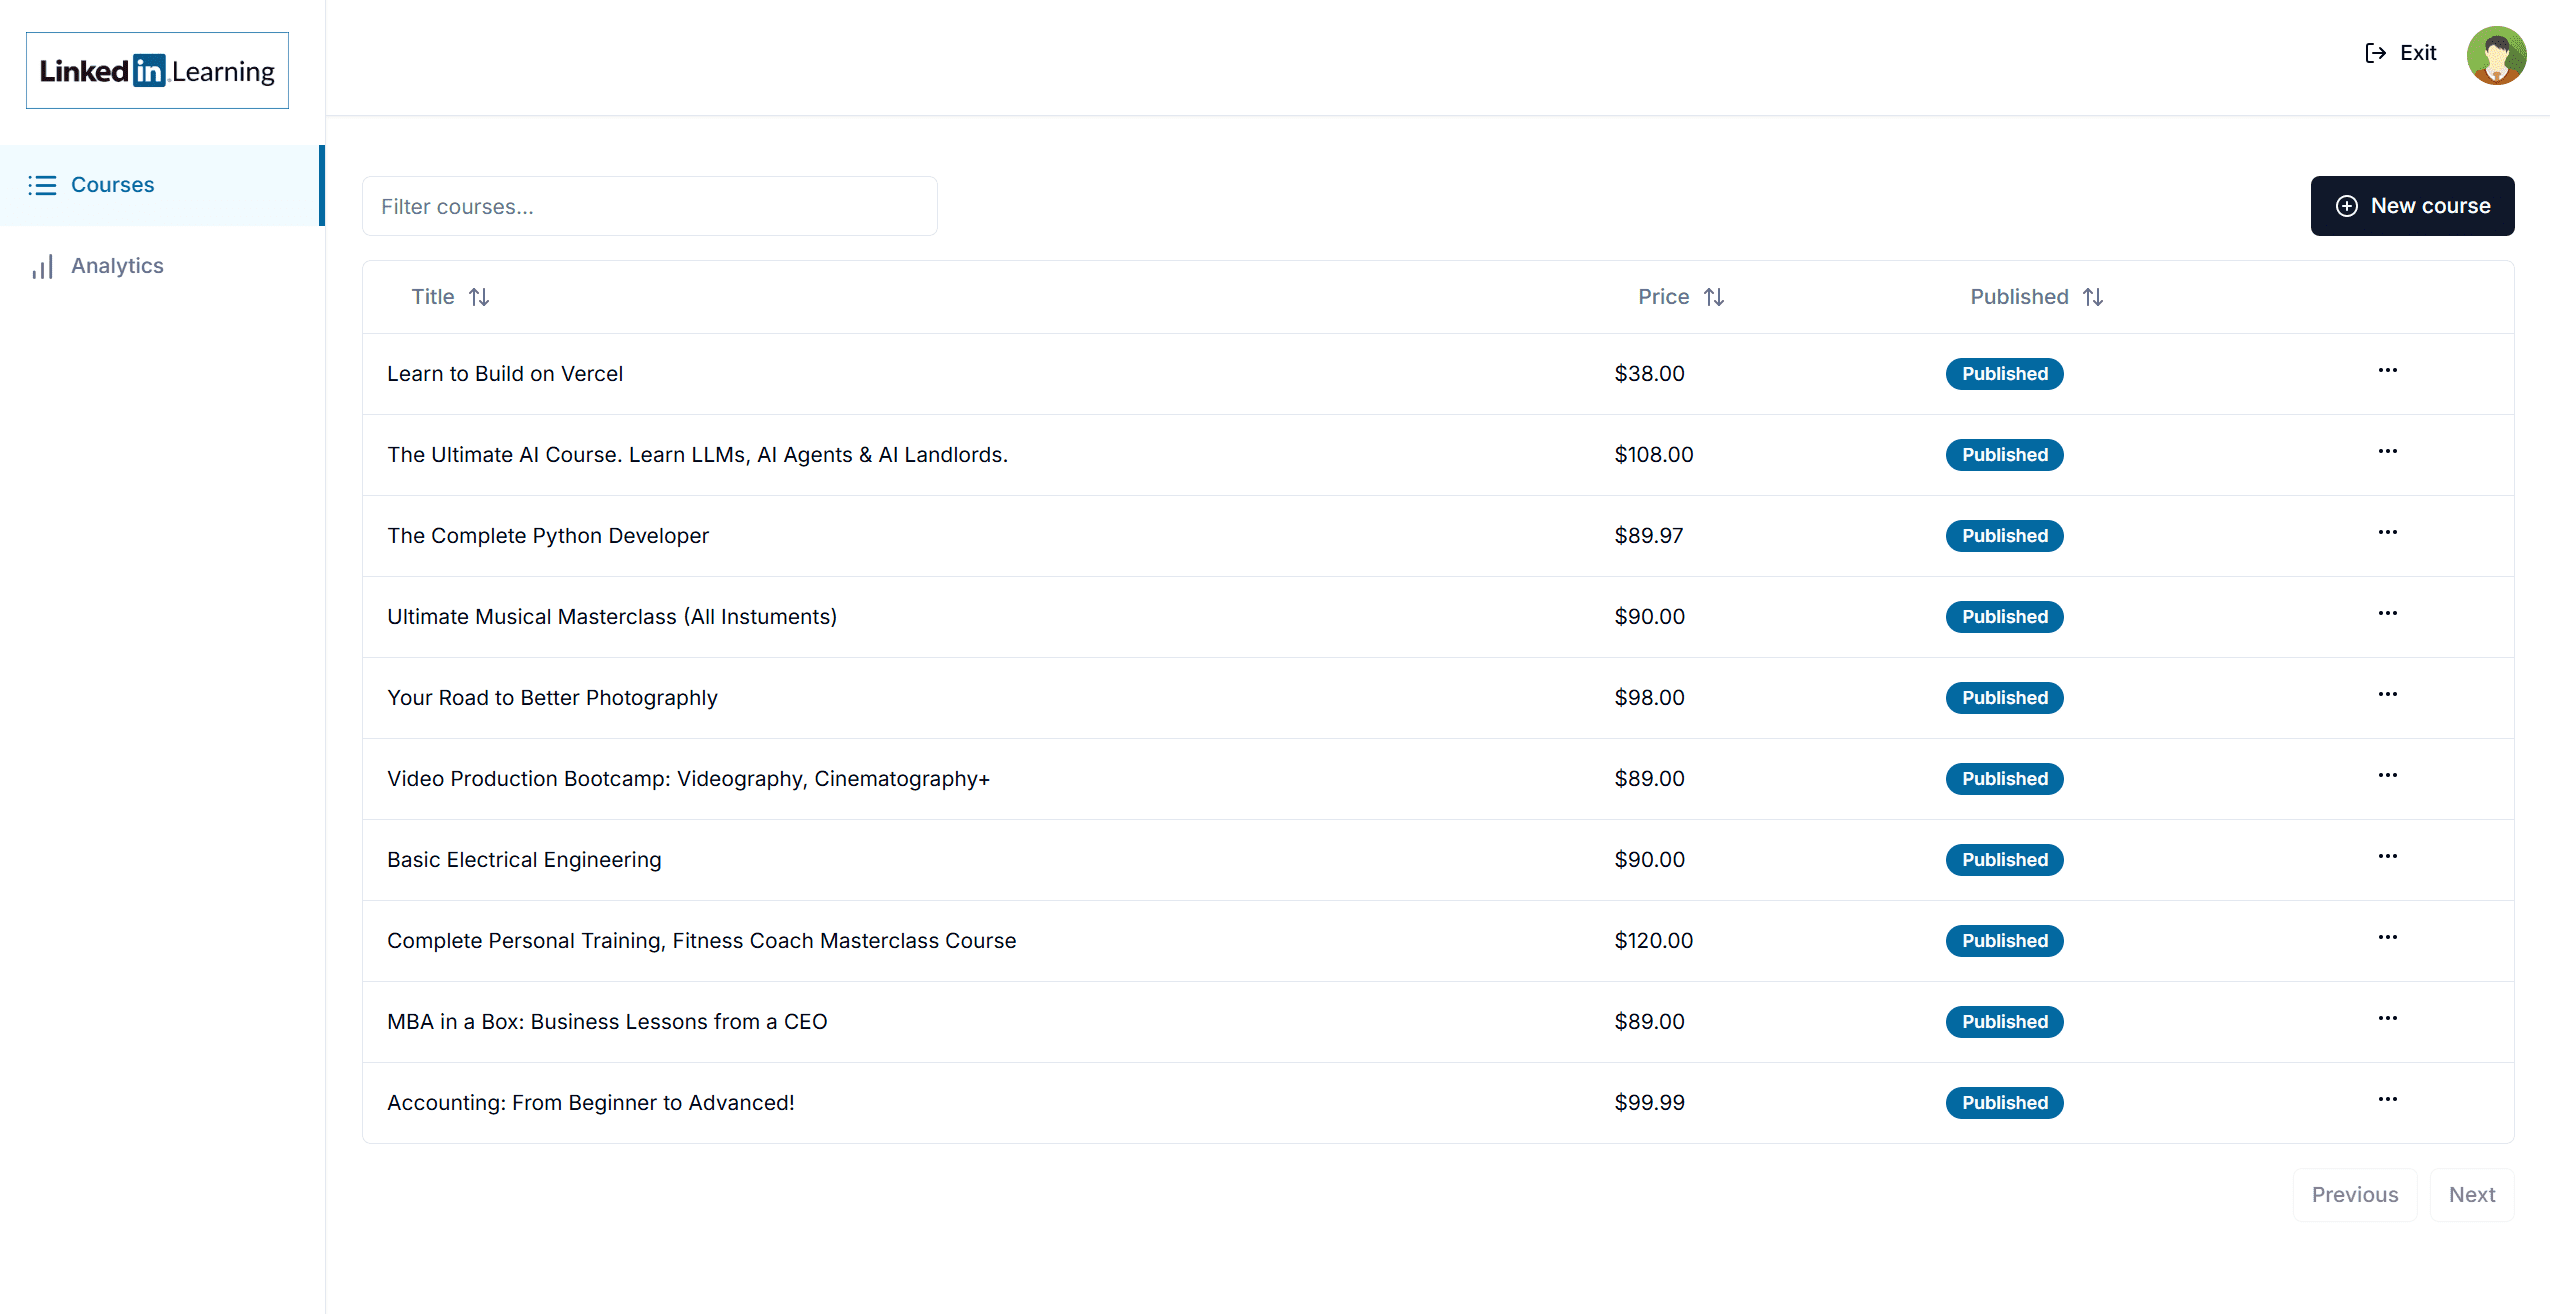 Linked in Learning
Exit
Courses
Analytics
Filter courses...
New course
Title Price Published
Learn to Build on Vercel $38.00 Published
The Ultimate AI Course. Learn LLMs, AI Agents & AI Landlords. $108.00 Published
The Complete Python Developer $89.97 Published
Ultimate Musical Masterclass (All Instuments) $90.00 Published
Your Road to Better Photographly $98.00 Published
Video Production Bootcamp: Videography, Cinematography+ $89.00 Published
Basic Electrical Engineering $90.00 Published
Complete Personal Training, Fitness Coach Masterclass Course $120.00 Published
MBA in a Box: Business Lessons from a CEO $89.00 Published
Accounting: From Beginner to Advanced! $99.99 Published
Previous Next